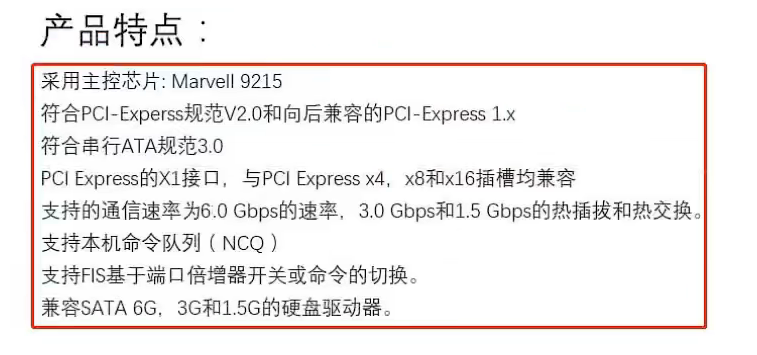 产品特点：
采用主控芯片: Marvell 9215
符合PCI-Experss规范V2.0和向后兼容的PCI-Express 1.x
符合串行ATA规范3.0
PCI Express的X1接口，与PCI Express x4，x8和x16插槽均兼容
支持的通信速率为6.0 Gbps的速率，3.0 Gbps和1.5 Gbps的热插拔和热交换。
支持本机命令队列（NCQ）
支持FIS基于端口倍增器开关或命令的切换。
兼容SATA 6G，3G和1.5G的硬盘驱动器。